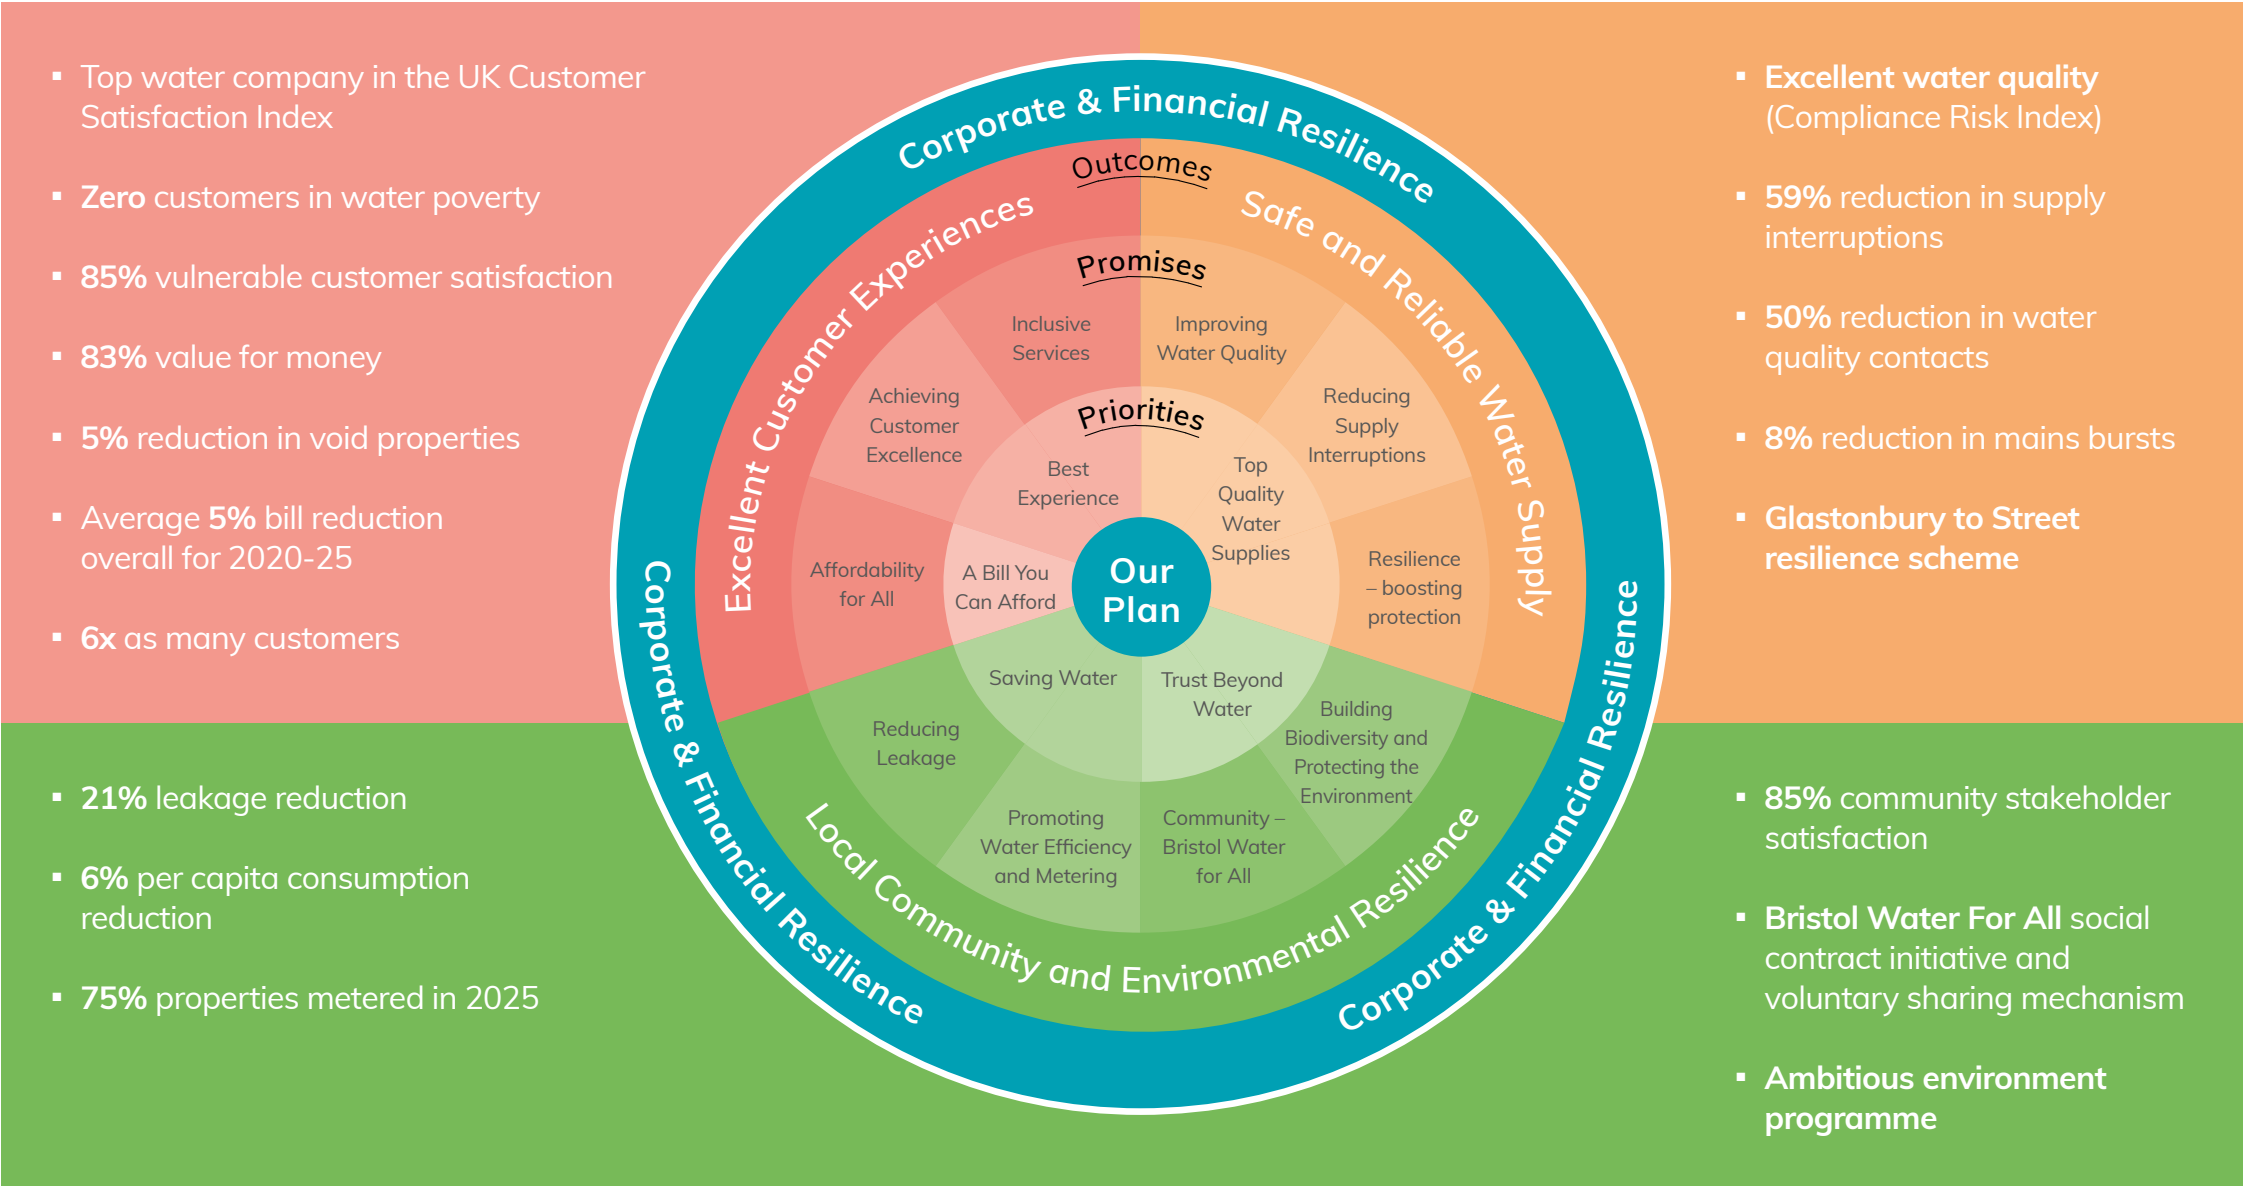 ▪ Top water company in the UK Customer
Satisfaction Index
▪ Zero customers in water poverty
▪ 85% vulnerable customer satisfaction
▪ 83% value for money
▪ 5% reduction in void properties
▪ Average 5% bill reduction
overall for 2020-25
▪ 6x as many customers
▪ Excellent water quality
(Compliance Risk Index)
▪ 59% reduction in supply
interruptions
▪ 50% reduction in water
quality contacts
▪ 8% reduction in mains bursts
▪ Glastonbury to Street
resilience scheme
▪ 21% leakage reduction
▪ 6% per capita consumption
reduction
▪ 75% properties metered in 2025
▪ 85% community stakeholder
satisfaction
▪ Bristol Water For All social
contract initiative and
voluntary sharing mechanism
▪ Ambitious environment
programme
Corporate & Financial Resilience
Corporate & Financial Resilience
Corporate & Financial Resilience
Outcomes
Excellent Customer Experiences
Safe and Reliable Water Supply
Local Community and Environmental Resilience
Promises
Inclusive
Services
Achieving
Customer
Excellence
Affordability
for All
Improving
Water Quality
Reducing
Supply
Interruptions
Resilience
– boosting
protection
Reducing
Leakage
Promoting
Water Efficiency
and Metering
Community –
Bristol Water
for All
Building
Biodiversity and
Protecting the
Environment
Priorities
Best
Experience
A Bill You
Can Afford
Top
Quality
Water
Supplies
Saving Water
Trust Beyond
Water
Our
Plan